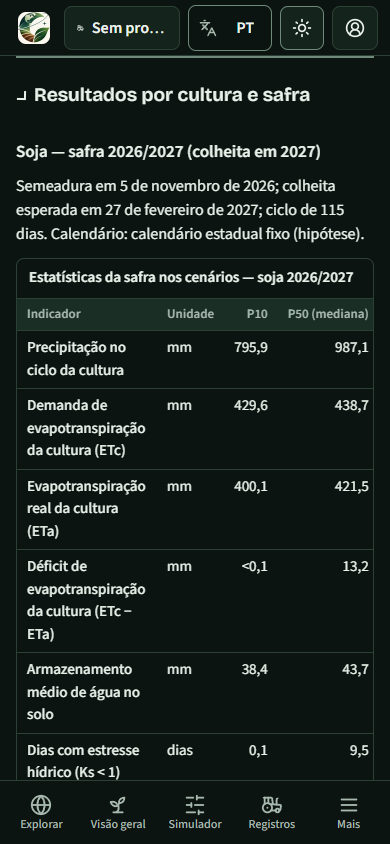 Sem pro...
PT
Resultados por cultura e safra
Soja — safra 2026/2027 (colheita em 2027)
Semeadura em 5 de novembro de 2026; colheita
esperada em 27 de fevereiro de 2027; ciclo de 115
dias. Calendário: calendário estadual fixo (hipótese).
Estatísticas da safra nos cenários — soja 2026/2027
Indicador Unidade P10 P50 (mediana)
Precipitação no mm 795,9 987,1
ciclo da cultura
Demanda de mm 429,6 438,7
evapotranspiração
da cultura (ETc)
Evapotranspiração mm 400,1 421,5
real da cultura
(ETa)
Déficit de mm <0,1 13,2
evapotranspiração
da cultura (ETc −
ETa)
Armazenamento mm 38,4 43,7
médio de água no
solo
Dias com estresse dias 0,1 9,5
hídrico (Ks < 1)
Explorar Visão geral Simulador Registros Mais